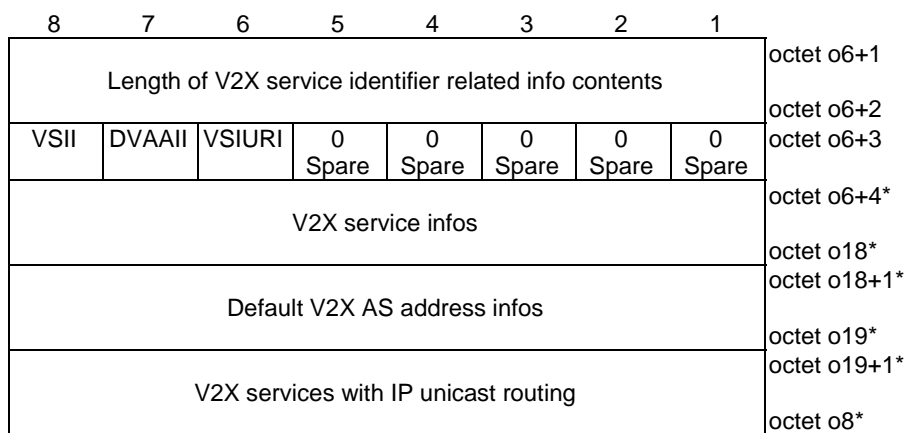 8 7 6 5 4 3 2 1
octet o6+1
Length of V2X service identifier related info contents
octet o6+2
VSII DVAAII VSIURI 0 0 0 0 0 octet o6+3
Spare Spare Spare Spare Spare
octet o6+4*
V2X service infos
octet o18*
octet o18+1*
Default V2X AS address infos
octet o19*
octet o19+1*
V2X services with IP unicast routing
octet o8*